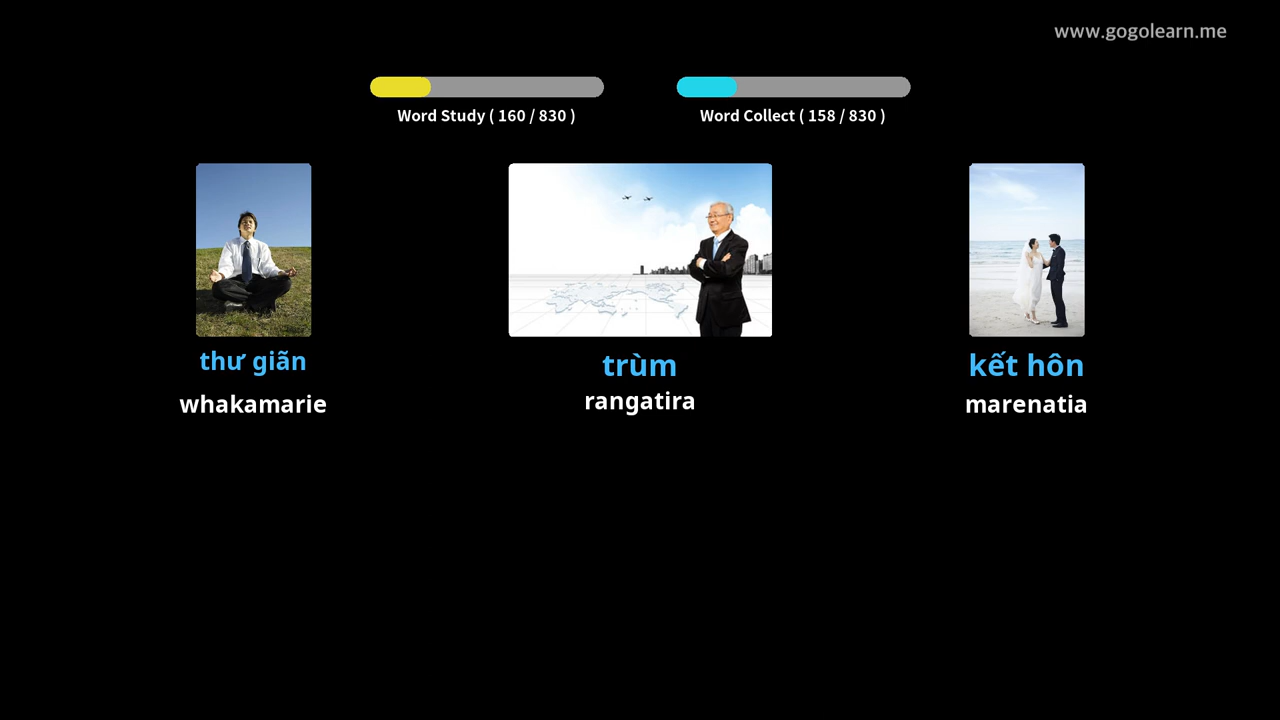 www.gogolearn.me
Word Study ( 160 / 830 )
Word Collect ( 158 / 830 )
thư giãn
whakamarie
trùm
rangatira
kết hôn
marenatia